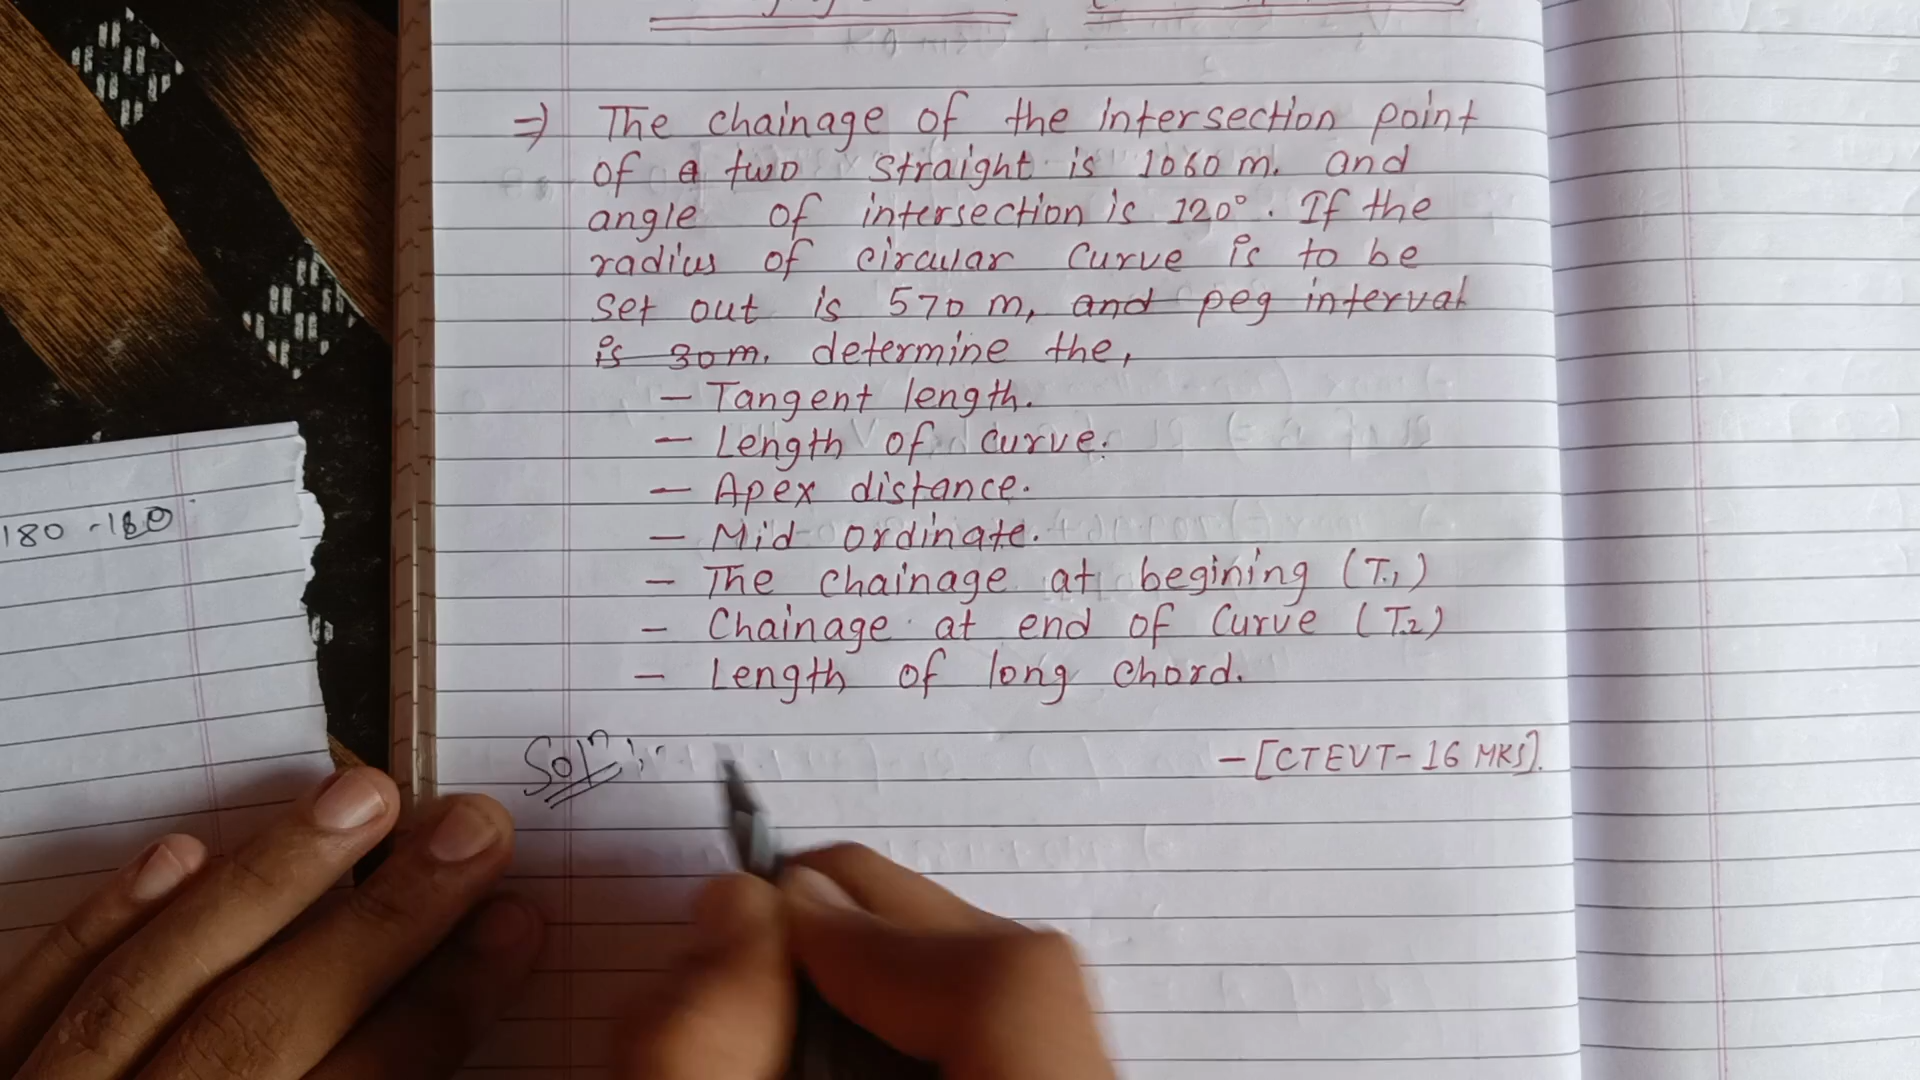 ⇒ The chainage of the intersection point
of a two straight is 1060 m. and
angle of intersection is 120°. If the
radius of circular curve is to be
set out is 570 m, and peg interval
is 30m. determine the,
- Tangent length.
- Length of curve.
- Apex distance.
- Mid ordinate.
- The chainage at begining (T.1)
- Chainage at end of Curve (T.2)
- Length of long chord.
- [CTEVT- 16 MKS].
Solⁿ:-
180 -180